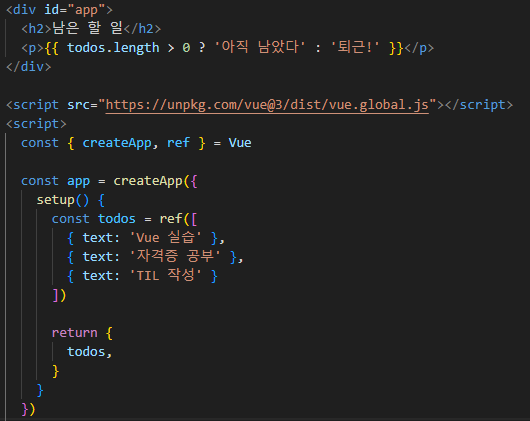 <div id="app">
  <h2>남은 할 일</h2>
  <p>{{ todos.length > 0 ? '아직 남았다' : '퇴근!' }}</p>
</div>

<script src="https://unpkg.com/vue@3/dist/vue.global.js"></script>
<script>
  const { createApp, ref } = Vue

  const app = createApp({
    setup() {
      const todos = ref([
        { text: 'Vue 실습' },
        { text: '자격증 공부' },
        { text: 'TIL 작성' }
      ])

      return {
        todos,
      }
    }
  })